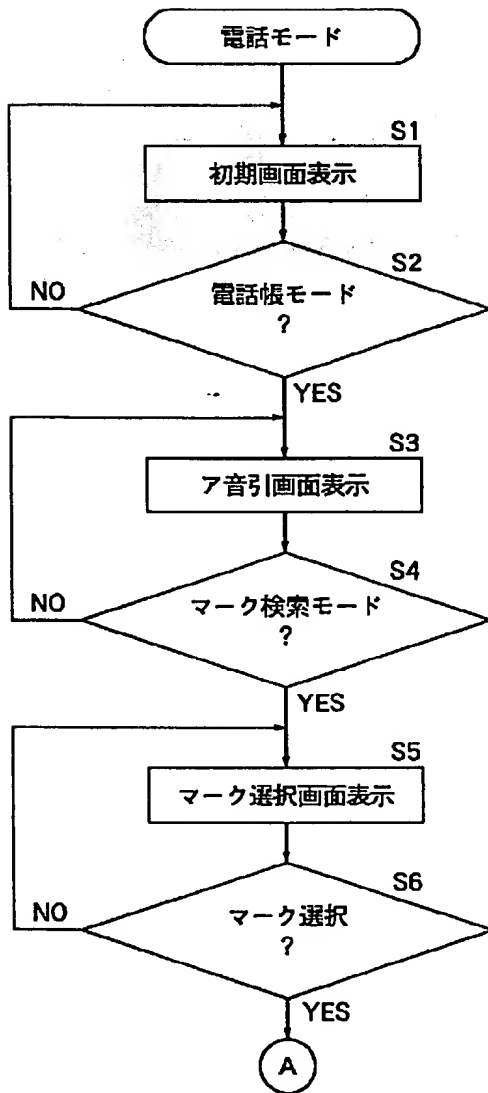 電話モード
S1
初期画面表示
S2
電話帳モード
?
NO
YES
S3
ア音引画面表示
S4
マーク検索モード
?
NO
YES
S5
マーク選択画面表示
S6
マーク選択
?
NO
YES
A